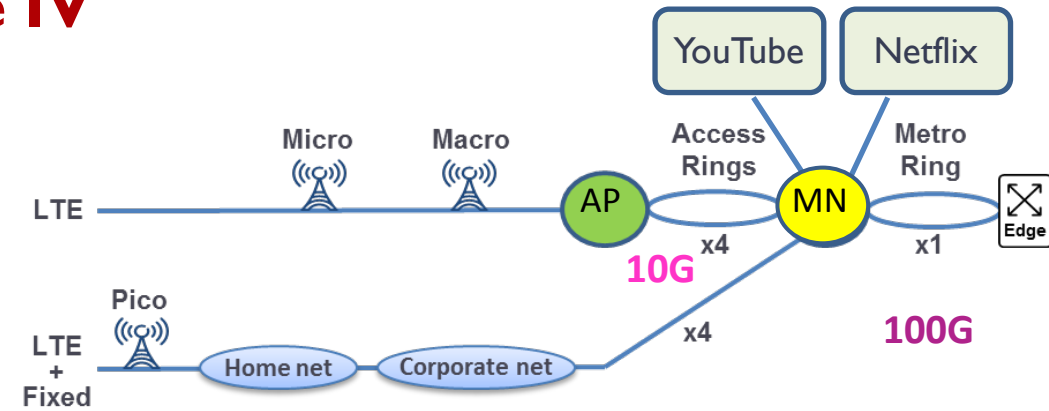 e IV
YouTube
Netflix
Micro
Macro
Access
Rings
Metro
Ring
LTE
AP
MN
Edge
x4
x1
10G
Pico
x4
100G
LTE
+
Fixed
Home net
Corporate net